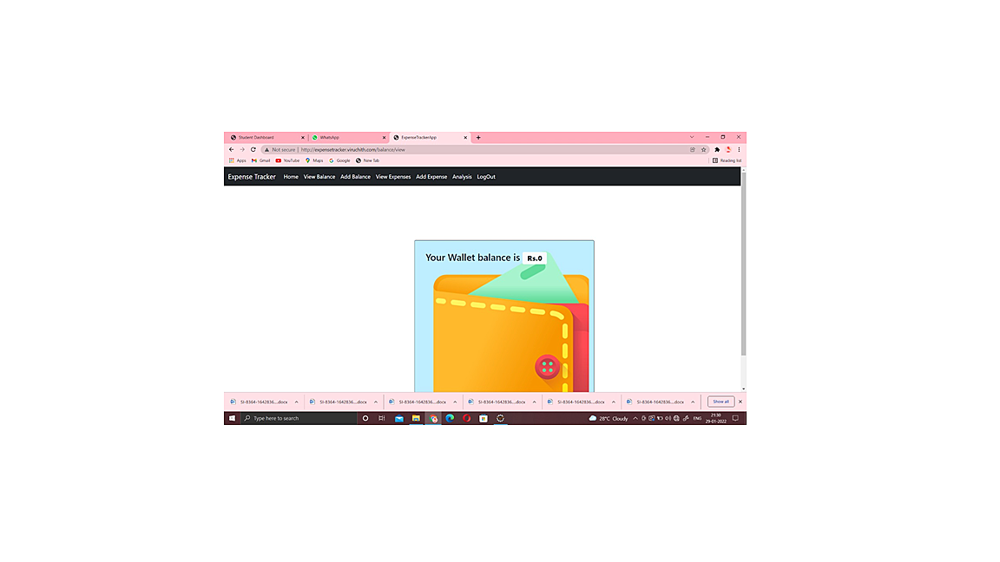 Student Dashboard WhatsApp ExpenseTrackerApp
Not secure | http://expensetracker.viruchith.com/balance/view
Apps Gmail YouTube Maps Google New Tab Reading list
Expense Tracker Home View Balance Add Balance View Expenses Add Expense Analysis LogOut
Your Wallet balance is Rs.0
SI-8364-1642836....docx SI-8364-1642836....docx SI-8364-1642836....docx SI-8364-1642836....docx SI-8364-1642836....docx SI-8364-1642836....docx Show all
Type here to search 28°C Cloudy ENG 21:30
29-01-2022